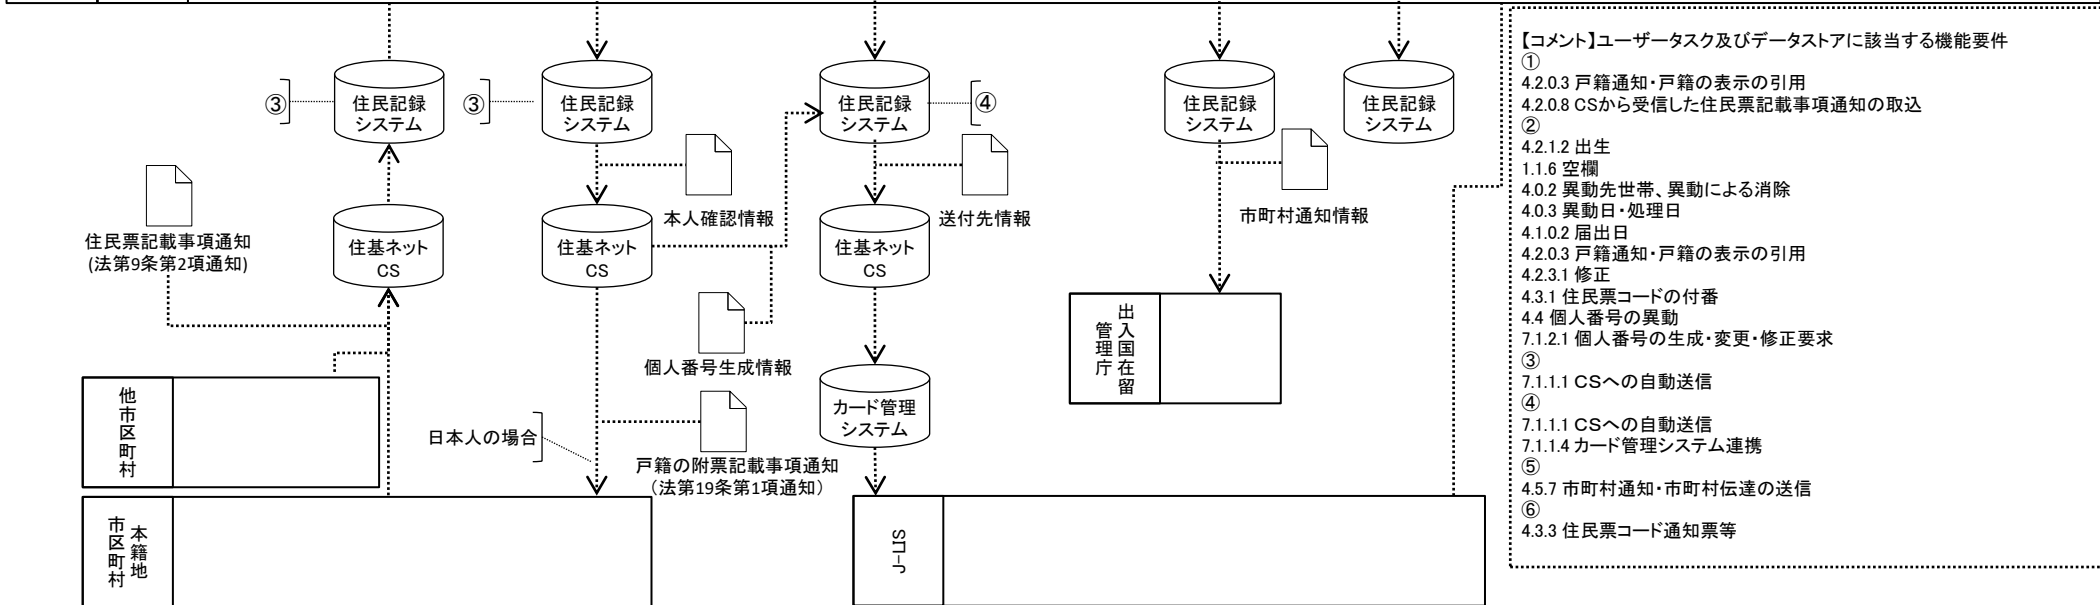 ③
住民記録
システム
③
住民記録
システム
住民記録
システム
④
住民記録
システム
住民記録
システム
住民票記載事項通知
(法第9条第2項通知)
住基ネット
CS
本人確認情報
住基ネット
CS
送付先情報
住基ネット
CS
市町村通知情報
個人番号生成情報
出入国在留
管理庁
カード管理
システム
他市区町村
日本人の場合
戸籍の附票記載事項通知
（法第19条第1項通知）
本籍地
市区町村
J-LIS
【コメント】ユーザータスク及びデータストアに該当する機能要件
①
4.2.0.3 戸籍通知・戸籍の表示の引用
4.2.0.8 CSから受信した住民票記載事項通知の取込
②
4.2.1.2 出生
1.1.6 空欄
4.0.2 異動先世帯、異動による消除
4.0.3 異動日・処理日
4.1.0.2 届出日
4.2.0.3 戸籍通知・戸籍の表示の引用
4.2.3.1 修正
4.3.1 住民票コードの付番
4.4 個人番号の異動
7.1.2.1 個人番号の生成・変更・修正要求
③
7.1.1.1 CSへの自動送信
④
7.1.1.1 CSへの自動送信
7.1.1.4 カード管理システム連携
⑤
4.5.7 市町村通知・市町村伝達の送信
⑥
4.3.3 住民票コード通知票等